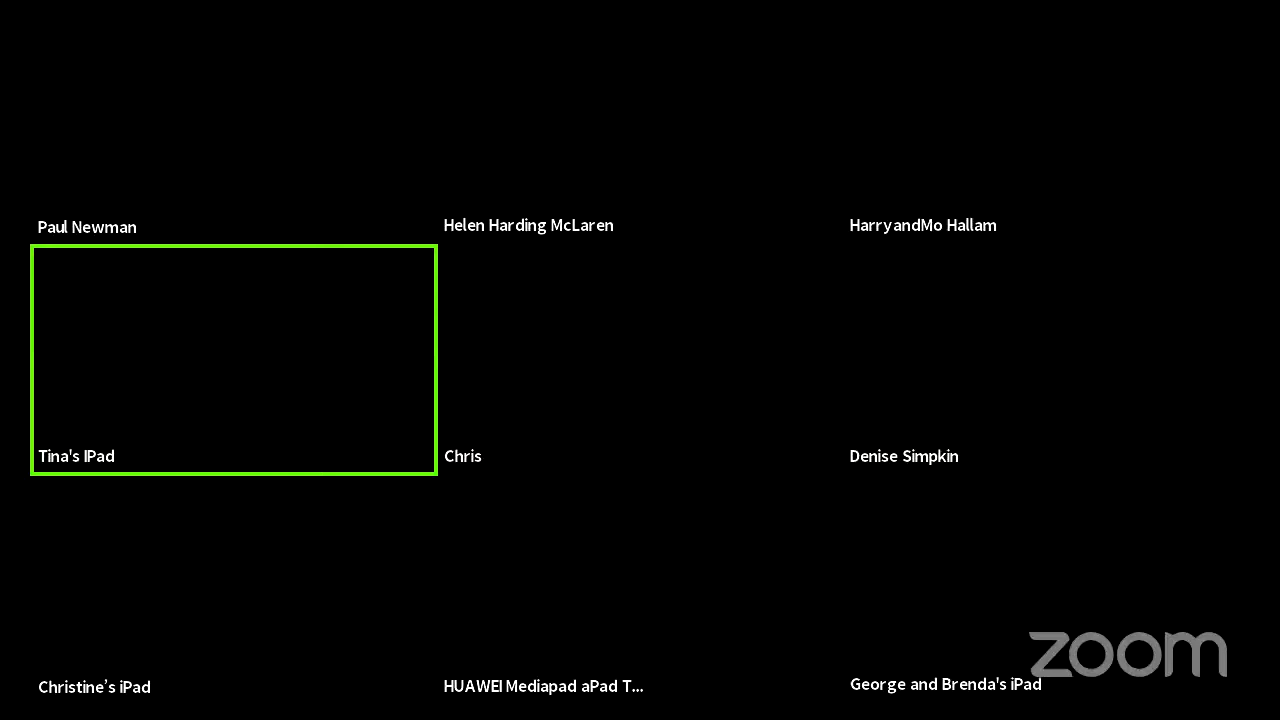 Paul Newman
Helen Harding McLaren
HarryandMo Hallam
Tina's IPad
Chris
Denise Simpkin
Christine’s iPad
HUAWEI Mediapad aPad T...
George and Brenda's iPad
zoom